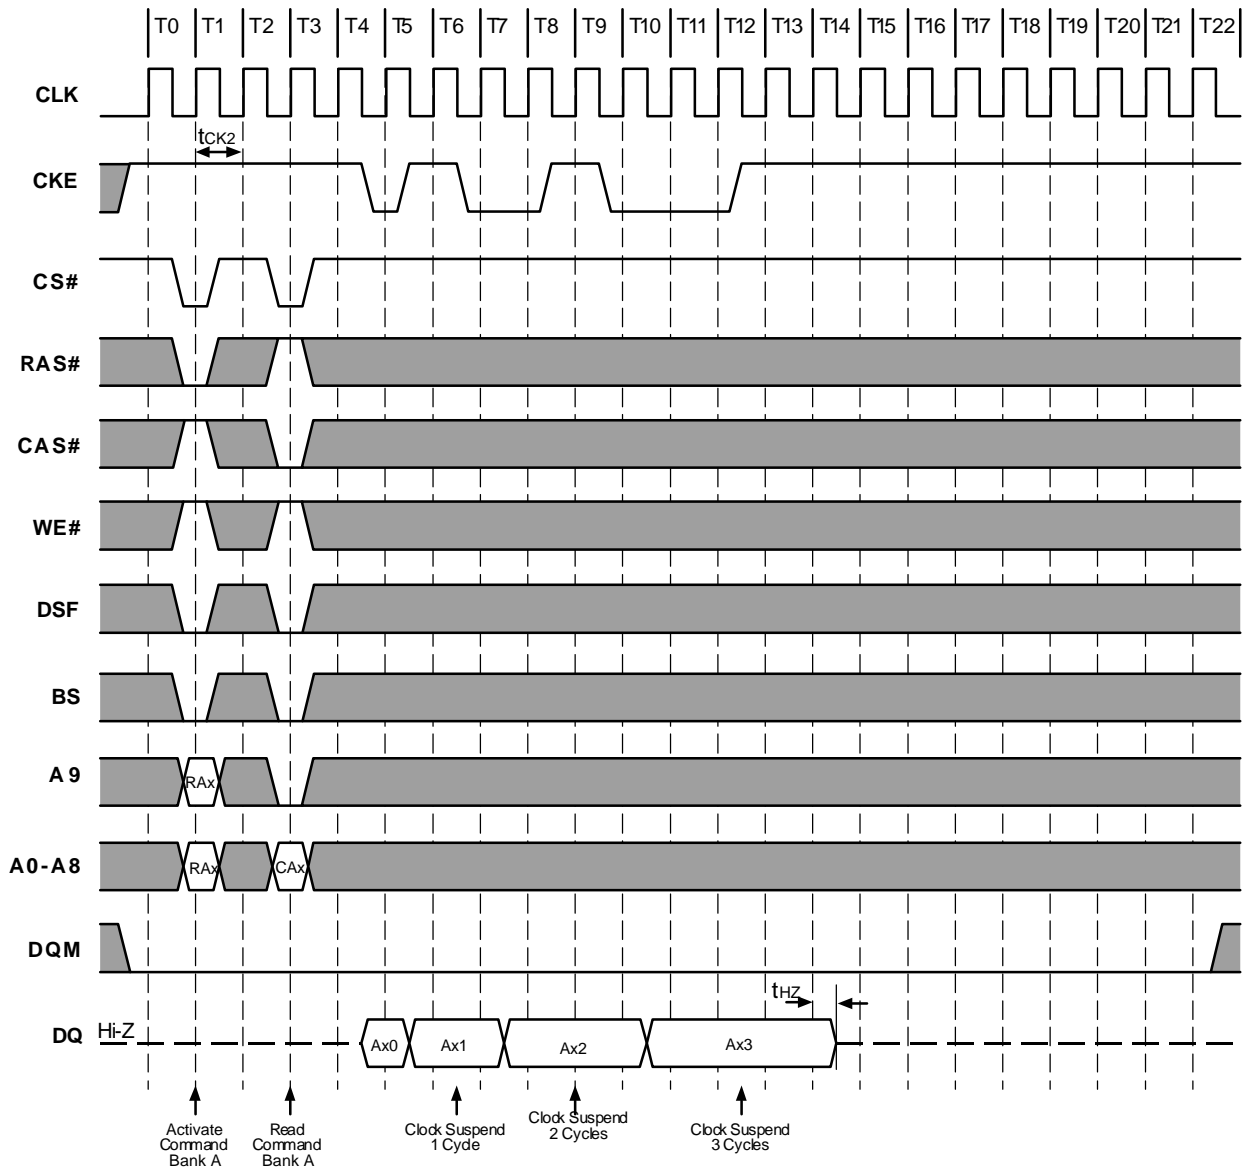 T0 T1 T2 T3 T4 T5 T6 T7 T8 T9 T10 T11 T12 T13 T14 T15 T16 T17 T18 T19 T20 T21 T22
CLK
tCK2
CKE
CS#
RAS#
CAS#
WE#
DSF
BS
A9
RAx
A0-A8
RAx CAx
DQM
tHZ
DQ
Hi-Z
Ax0 Ax1 Ax2 Ax3
Activate
Command
Bank A
Read
Command
Bank A
Clock Suspend
1 Cycle
Clock Suspend
2 Cycles
Clock Suspend
3 Cycles